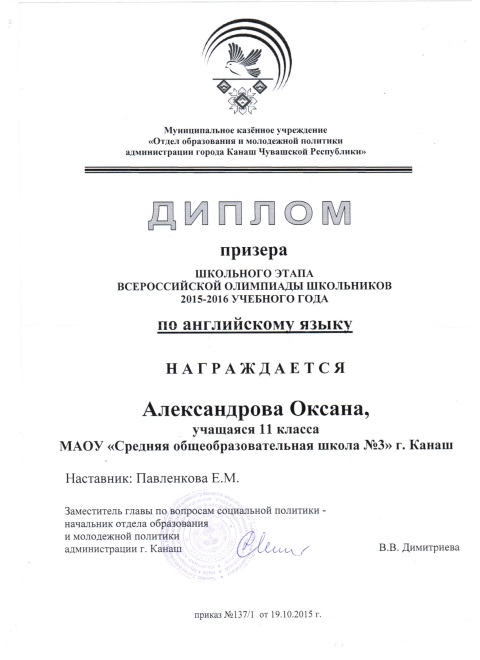 Муниципальное казённое учреждение
«Отдел образования и молодежной политики
администрации города Канаш Чувашской Республики»
ДИПЛОМ
призера
ШКОЛЬНОГО ЭТАПА
ВСЕРОССИЙСКОЙ ОЛИМПИАДЫ ШКОЛЬНИКОВ
2015-2016 УЧЕБНОГО ГОДА
по английскому языку
НАГРАЖДАЕТСЯ
Александрова Оксана,
учащаяся 11 класса
МАОУ «Средняя общеобразовательная школа №3» г. Канаш
Наставник: Павленкова Е.М.
Заместитель главы по вопросам социальной политики -
начальник отдела образования
и молодежной политики
администрации г. Канаш В.В. Димитриева
приказ №137/1 от 19.10.2015 г.